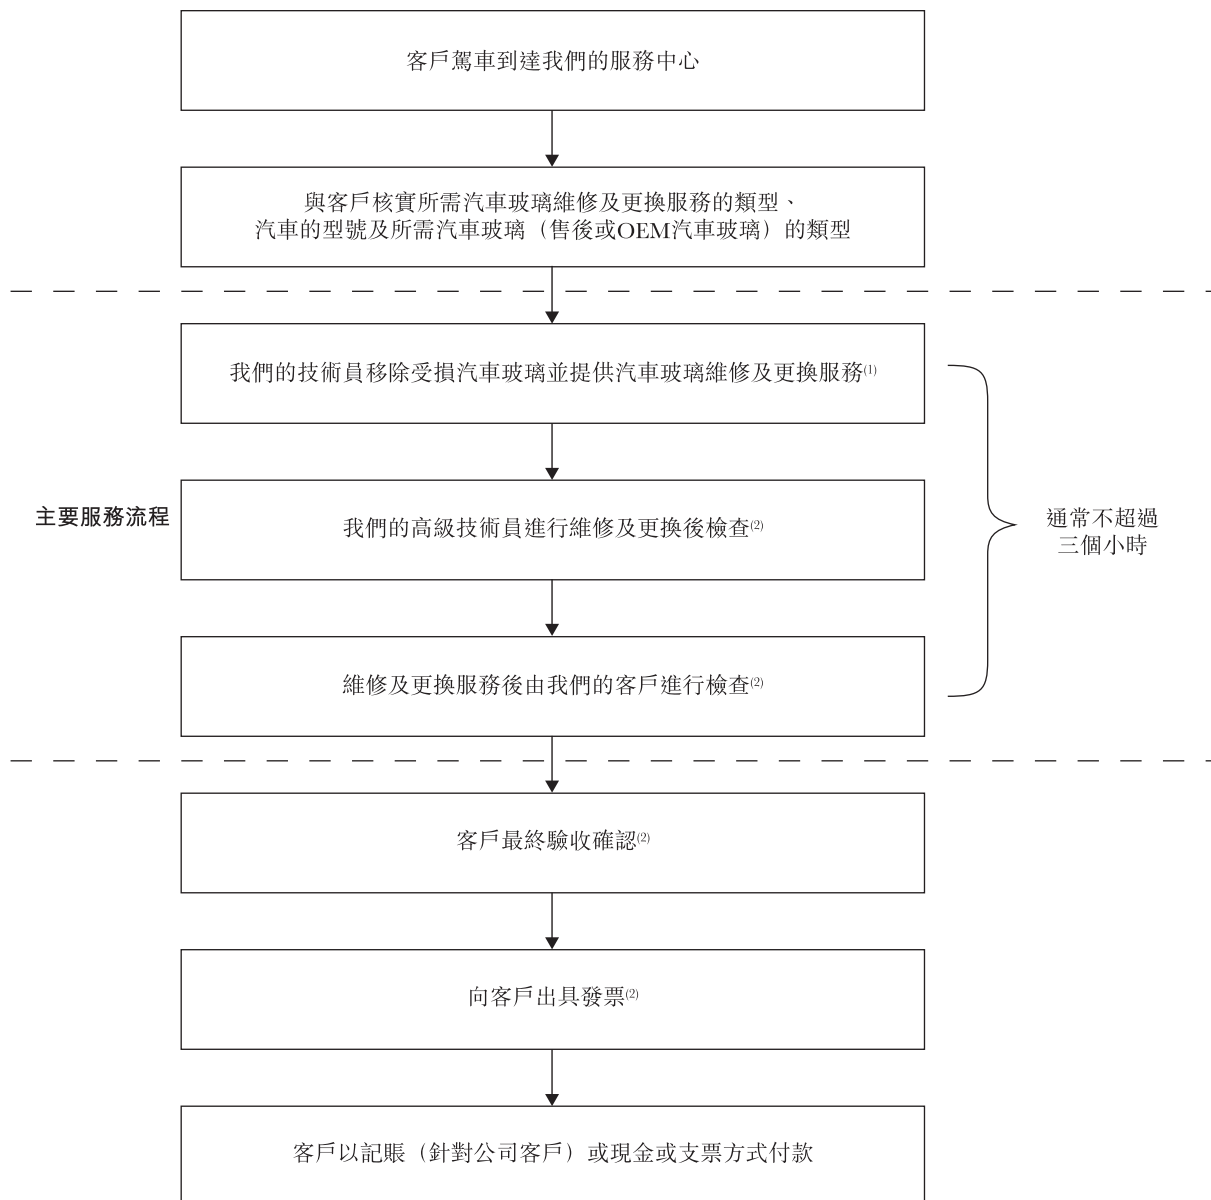 客戶駕車到達我們的服務中心
與客戶核實所需汽車玻璃維修及更換服務的類型、
汽車的型號及所需汽車玻璃（售後或OEM汽車玻璃）的類型
我們的技術員移除受損汽車玻璃並提供汽車玻璃維修及更換服務(1)
主要服務流程
我們的高級技術員進行維修及更換後檢查(2)
通常不超過
三個小時
維修及更換服務後由我們的客戶進行檢查(2)
客戶最終驗收確認(2)
向客戶出具發票(2)
客戶以記賬（針對公司客戶）或現金或支票方式付款